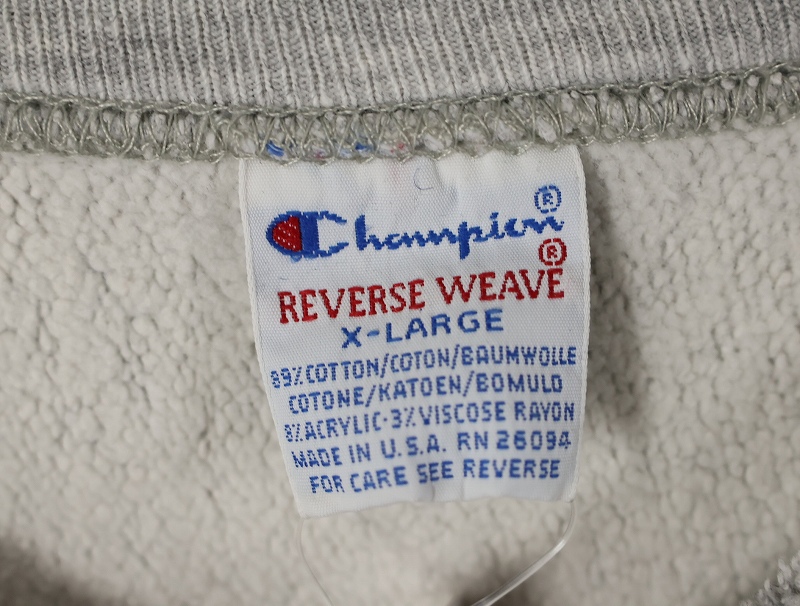 Champion®
REVERSE WEAVE®
X-LARGE
89% COTTON/COTON/BAUMWOLLE
COTONE/KATOEN/BOMULD
8% ACRYLIC·3% VISCOSE RAYON
MADE IN U.S.A. RN 26094
FOR CARE SEE REVERSE